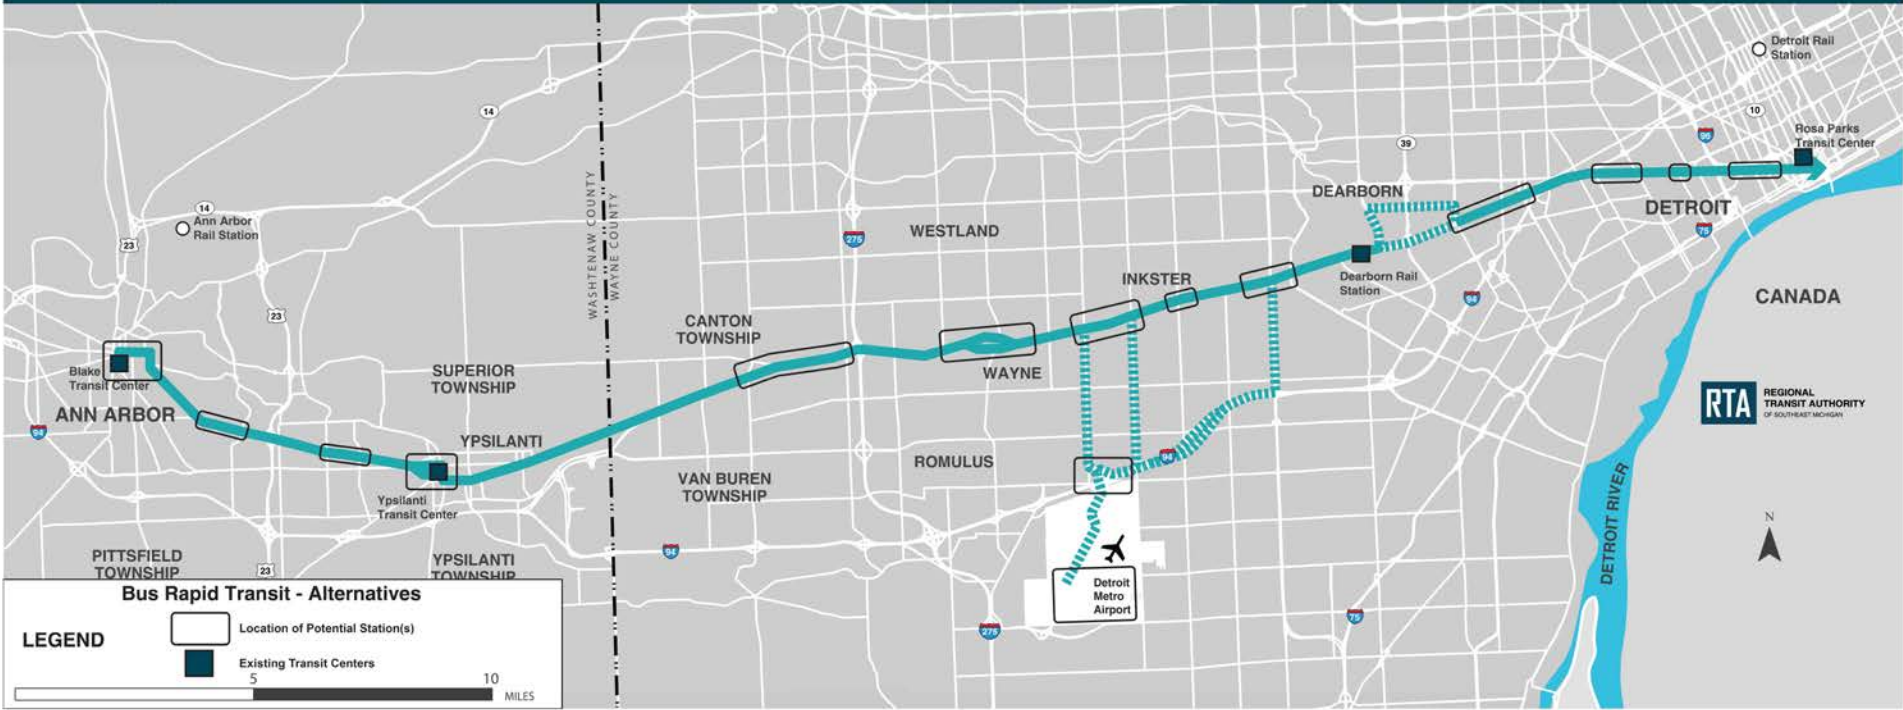 Detroit Rail
Station
10
96
Rosa Parks
Transit Center
14
39
DEARBORN
DETROIT
75
14
Ann Arbor
Rail Station
23
WASHTENAW COUNTY
WAYNE COUNTY
275
WESTLAND
INKSTER
Dearborn Rail
Station
94
CANADA
23
CANTON
TOWNSHIP
WAYNE
Blake
Transit Center
SUPERIOR
TOWNSHIP
ANN ARBOR
94
YPSILANTI
RTA
REGIONAL
TRANSIT AUTHORITY
OF SOUTHEAST MICHIGAN
VAN BUREN
TOWNSHIP
ROMULUS
94
Ypsilanti
Transit Center
DETROIT RIVER
N
94
PITTSFIELD
TOWNSHIP
23
YPSILANTI
TOWNSHIP
Detroit
Metro
Airport
275
75
Bus Rapid Transit - Alternatives
LEGEND
Location of Potential Station(s)
Existing Transit Centers
5
10
MILES